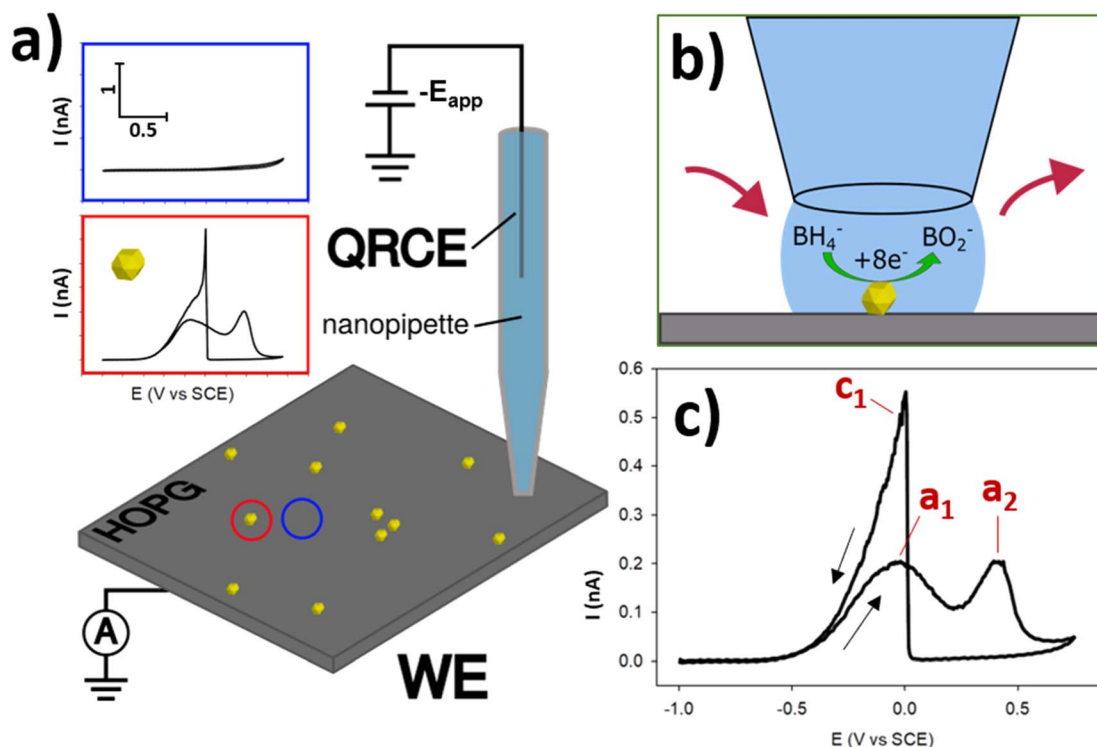 a)
I (nA)
1
0.5
I (nA)
E (V vs SCE)
-E_app
QRCE
nanopipette
HOPG
A
WE
b)
BH₄⁻
BO₂⁻
+8e⁻
c)
c₁
a₁
a₂
I (nA)
0.6
0.5
0.4
0.3
0.2
0.1
0.0
-1.0
-0.5
0.0
0.5
E (V vs SCE)